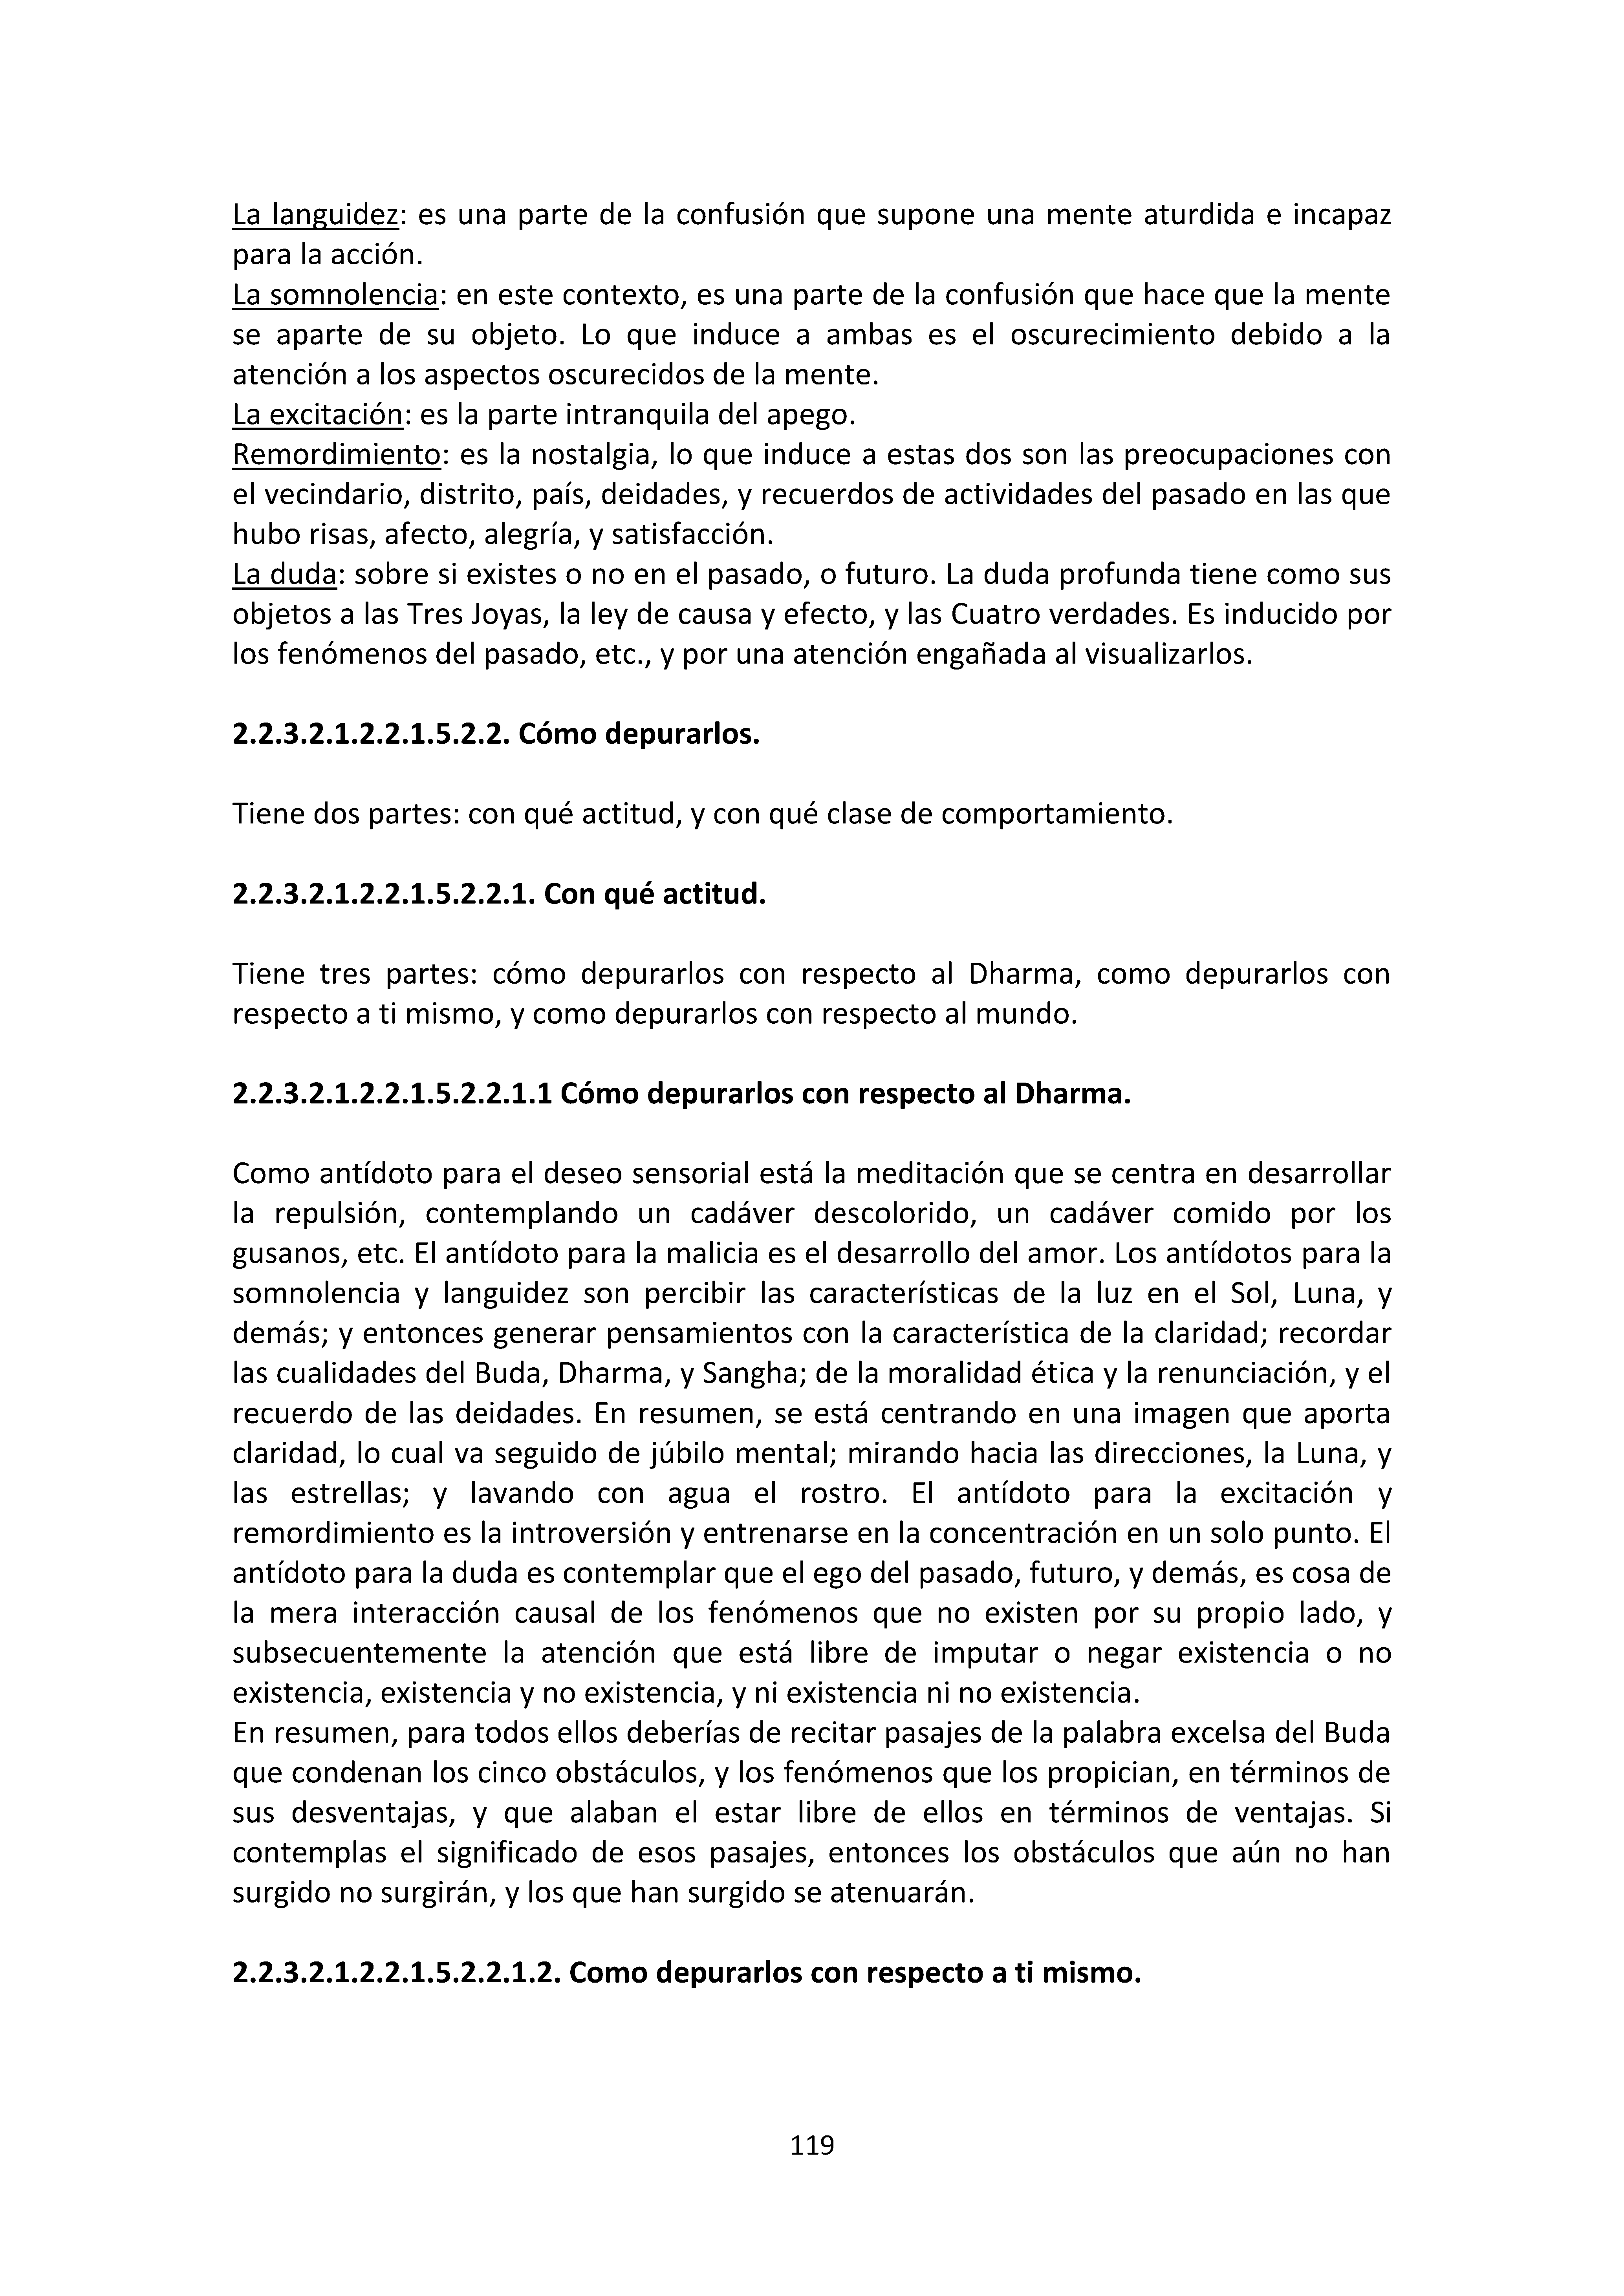 La languidez: es una parte de la confusión que supone una mente aturdida e incapaz
para la acción.
La somnolencia: en este contexto, es una parte de la confusión que hace que la mente
se aparte de su objeto. Lo que induce a ambas es el oscurecimiento debido a la
atención a los aspectos oscurecidos de la mente.
La excitación: es la parte intranquila del apego.
Remordimiento: es la nostalgia, lo que induce a estas dos son las preocupaciones con
el vecindario, distrito, país, deidades, y recuerdos de actividades del pasado en las que
hubo risas, afecto, alegría, y satisfacción.
La duda: sobre si existes o no en el pasado, o futuro. La duda profunda tiene como sus
objetos a las Tres Joyas, la ley de causa y efecto, y las Cuatro verdades. Es inducido por
los fenómenos del pasado, etc., y por una atención engañada al visualizarlos.
2.2.3.2.1.2.2.1.5.2.2. Cómo depurarlos.
Tiene dos partes: con qué actitud, y con qué clase de comportamiento.
2.2.3.2.1.2.2.1.5.2.2.1. Con qué actitud.
Tiene tres partes: cómo depurarlos con respecto al Dharma, como depurarlos con
respecto a ti mismo, y como depurarlos con respecto al mundo.
2.2.3.2.1.2.2.1.5.2.2.1.1 Cómo depurarlos con respecto al Dharma.
Como antídoto para el deseo sensorial está la meditación que se centra en desarrollar
la repulsión, contemplando un cadáver descolorido, un cadáver comido por los
gusanos, etc. El antídoto para la malicia es el desarrollo del amor. Los antídotos para la
somnolencia y languidez son percibir las características de la luz en el Sol, Luna, y
demás; y entonces generar pensamientos con la característica de la claridad; recordar
las cualidades del Buda, Dharma, y Sangha; de la moralidad ética y la renunciación, y el
recuerdo de las deidades. En resumen, se está centrando en una imagen que aporta
claridad, lo cual va seguido de júbilo mental; mirando hacia las direcciones, la Luna, y
las estrellas; y lavando con agua el rostro. El antídoto para la excitación y
remordimiento es la introversión y entrenarse en la concentración en un solo punto. El
antídoto para la duda es contemplar que el ego del pasado, futuro, y demás, es cosa de
la mera interacción causal de los fenómenos que no existen por su propio lado, y
subsecuentemente la atención que está libre de imputar o negar existencia o no
existencia, existencia y no existencia, y ni existencia ni no existencia.
En resumen, para todos ellos deberías de recitar pasajes de la palabra excelsa del Buda
que condenan los cinco obstáculos, y los fenómenos que los propician, en términos de
sus desventajas, y que alaban el estar libre de ellos en términos de ventajas. Si
contemplas el significado de esos pasajes, entonces los obstáculos que aún no han
surgido no surgirán, y los que han surgido se atenuarán.
2.2.3.2.1.2.2.1.5.2.2.1.2. Como depurarlos con respecto a ti mismo.
119